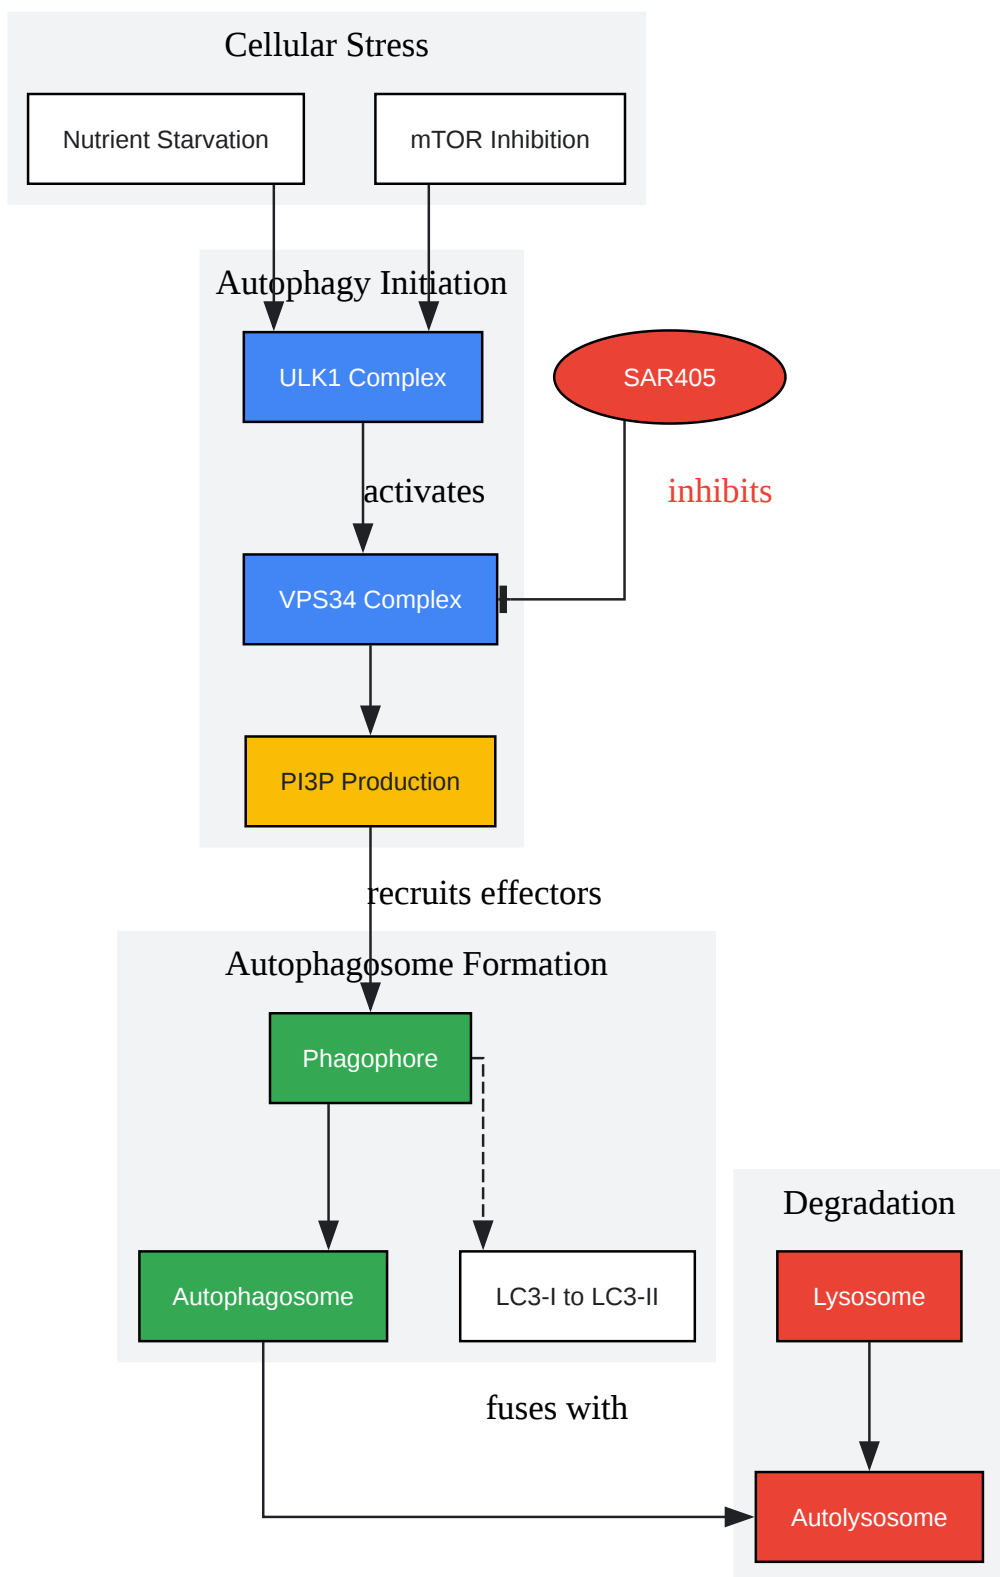 Cellular Stress
Nutrient Starvation
mTOR Inhibition
Autophagy Initiation
ULK1 Complex
SAR405
activates
inhibits
VPS34 Complex
PI3P Production
recruits effectors
Autophagosome Formation
Phagophore
Degradation
Autophagosome
LC3-I to LC3-II
Lysosome
fuses with
Autolysosome